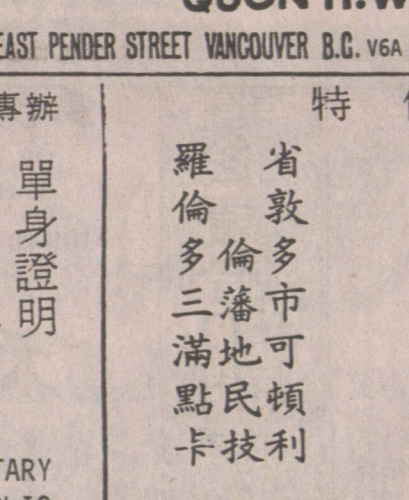 QUON H.W
EAST PENDER STREET VANCOUVER B.C. V6A
專辦
單身證明
TARY
特
羅省
倫敦
多倫多
三藩市
滿地可
點民頓
卡技利